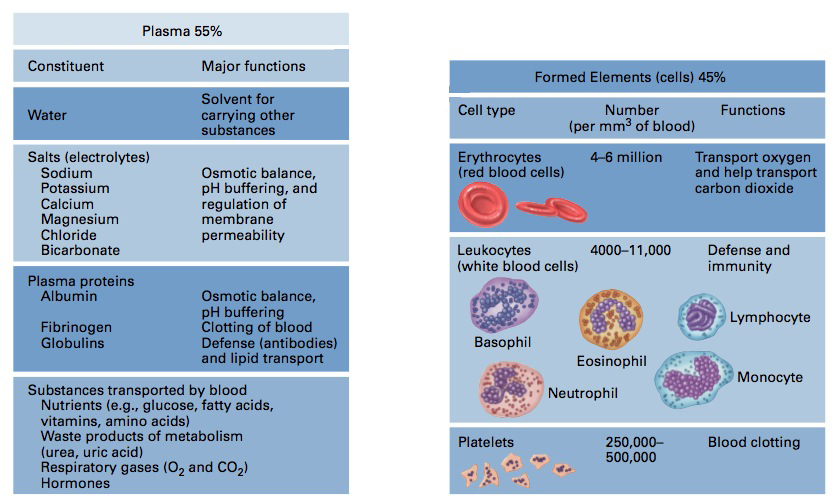 Plasma 55%
Constituent Major functions
Water
Solvent for
carrying other
substances
Salts (electrolytes)
Sodium Osmotic balance,
Potassium pH buffering, and
Calcium regulation of
Magnesium membrane
Chloride permeability
Bicarbonate
Plasma proteins
Albumin Osmotic balance,
pH buffering
Fibrinogen Clotting of blood
Globulins Defense (antibodies)
and lipid transport
Substances transported by blood
Nutrients (e.g., glucose, fatty acids,
vitamins, amino acids)
Waste products of metabolism
(urea, uric acid)
Respiratory gases (O₂ and CO₂)
Hormones
Formed Elements (cells) 45%
Cell type Number Functions
(per mm³ of blood)
Erythrocytes 4–6 million Transport oxygen
(red blood cells) and help transport
carbon dioxide
Leukocytes 4000–11,000 Defense and
(white blood cells) immunity
Lymphocyte
Basophil
Eosinophil
Monocyte
Neutrophil
Platelets 250,000– Blood clotting
500,000